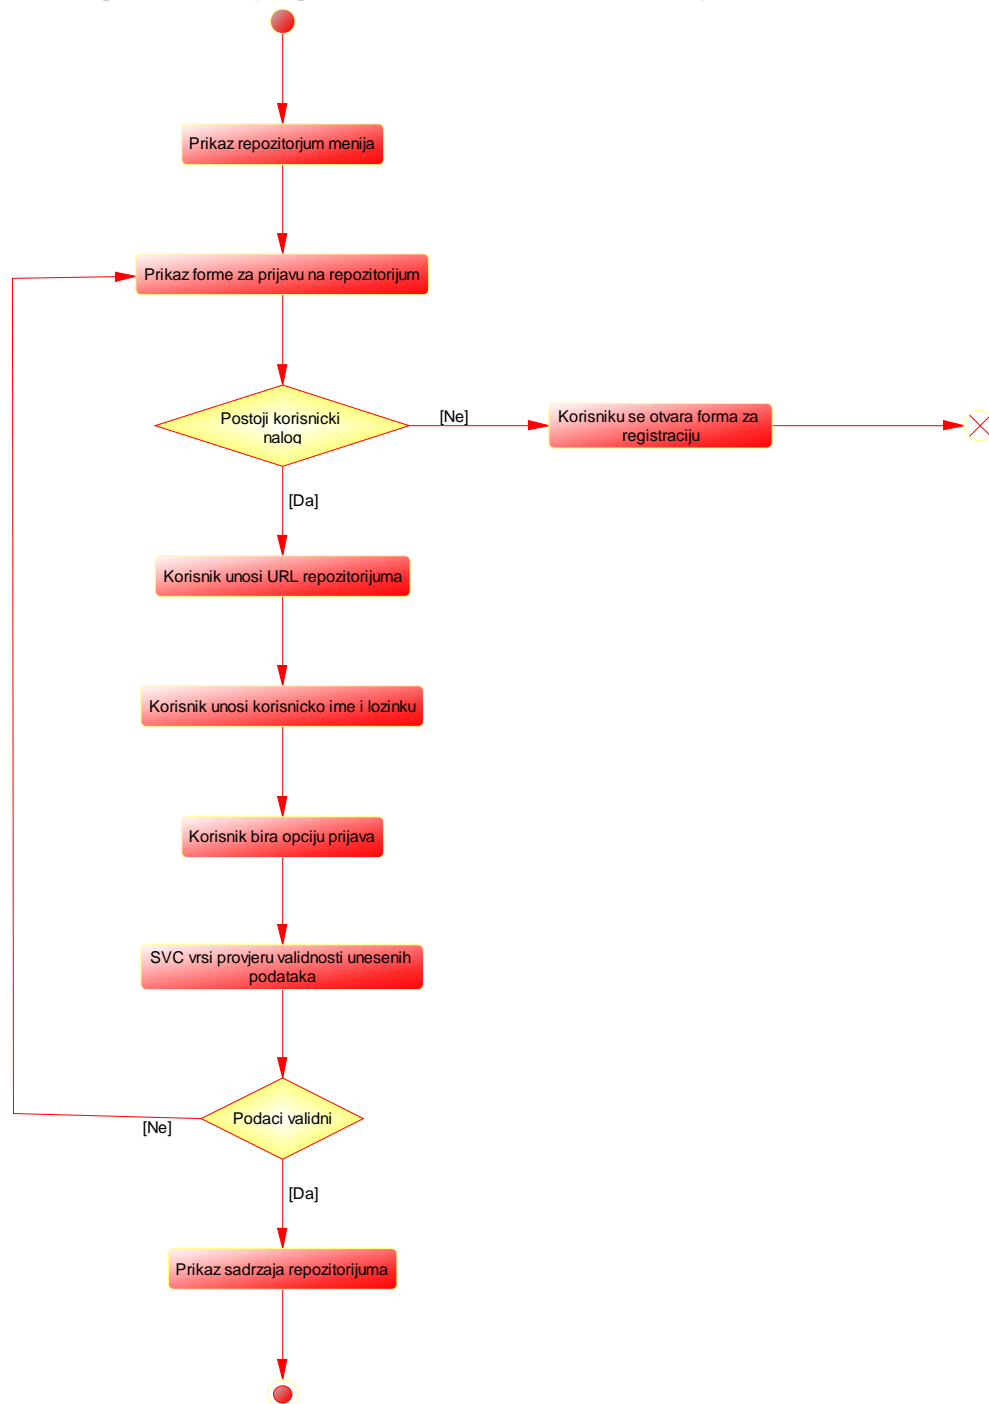 Prikaz repozitorjum menija
Prikaz forme za prijavu na repozitorijum
Postoji korisnicki
nalog
[Ne]
Korisniku se otvara forma za
registraciju
[Da]
Korisnik unosi URL repozitorijuma
Korisnik unosi korisnicko ime i lozinku
Korisnik bira opciju prijava
SVC vrsi provjeru validnosti unesenih
podataka
Podaci validni
[Ne]
[Da]
Prikaz sadrzaja repozitorijuma